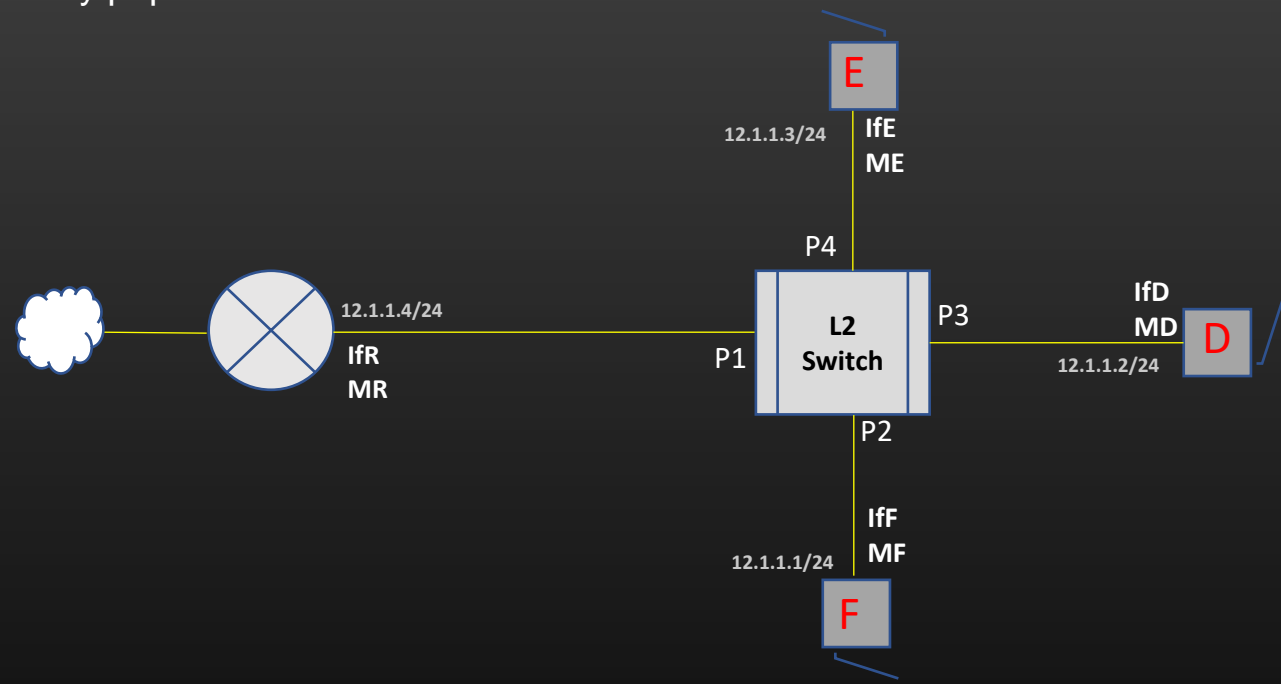 E
12.1.1.3/24
IfE
ME
P4
12.1.1.4/24
IfR
MR
P1
L2
Switch
P3
IfD
MD
D
12.1.1.2/24
P2
IfF
MF
12.1.1.1/24
F